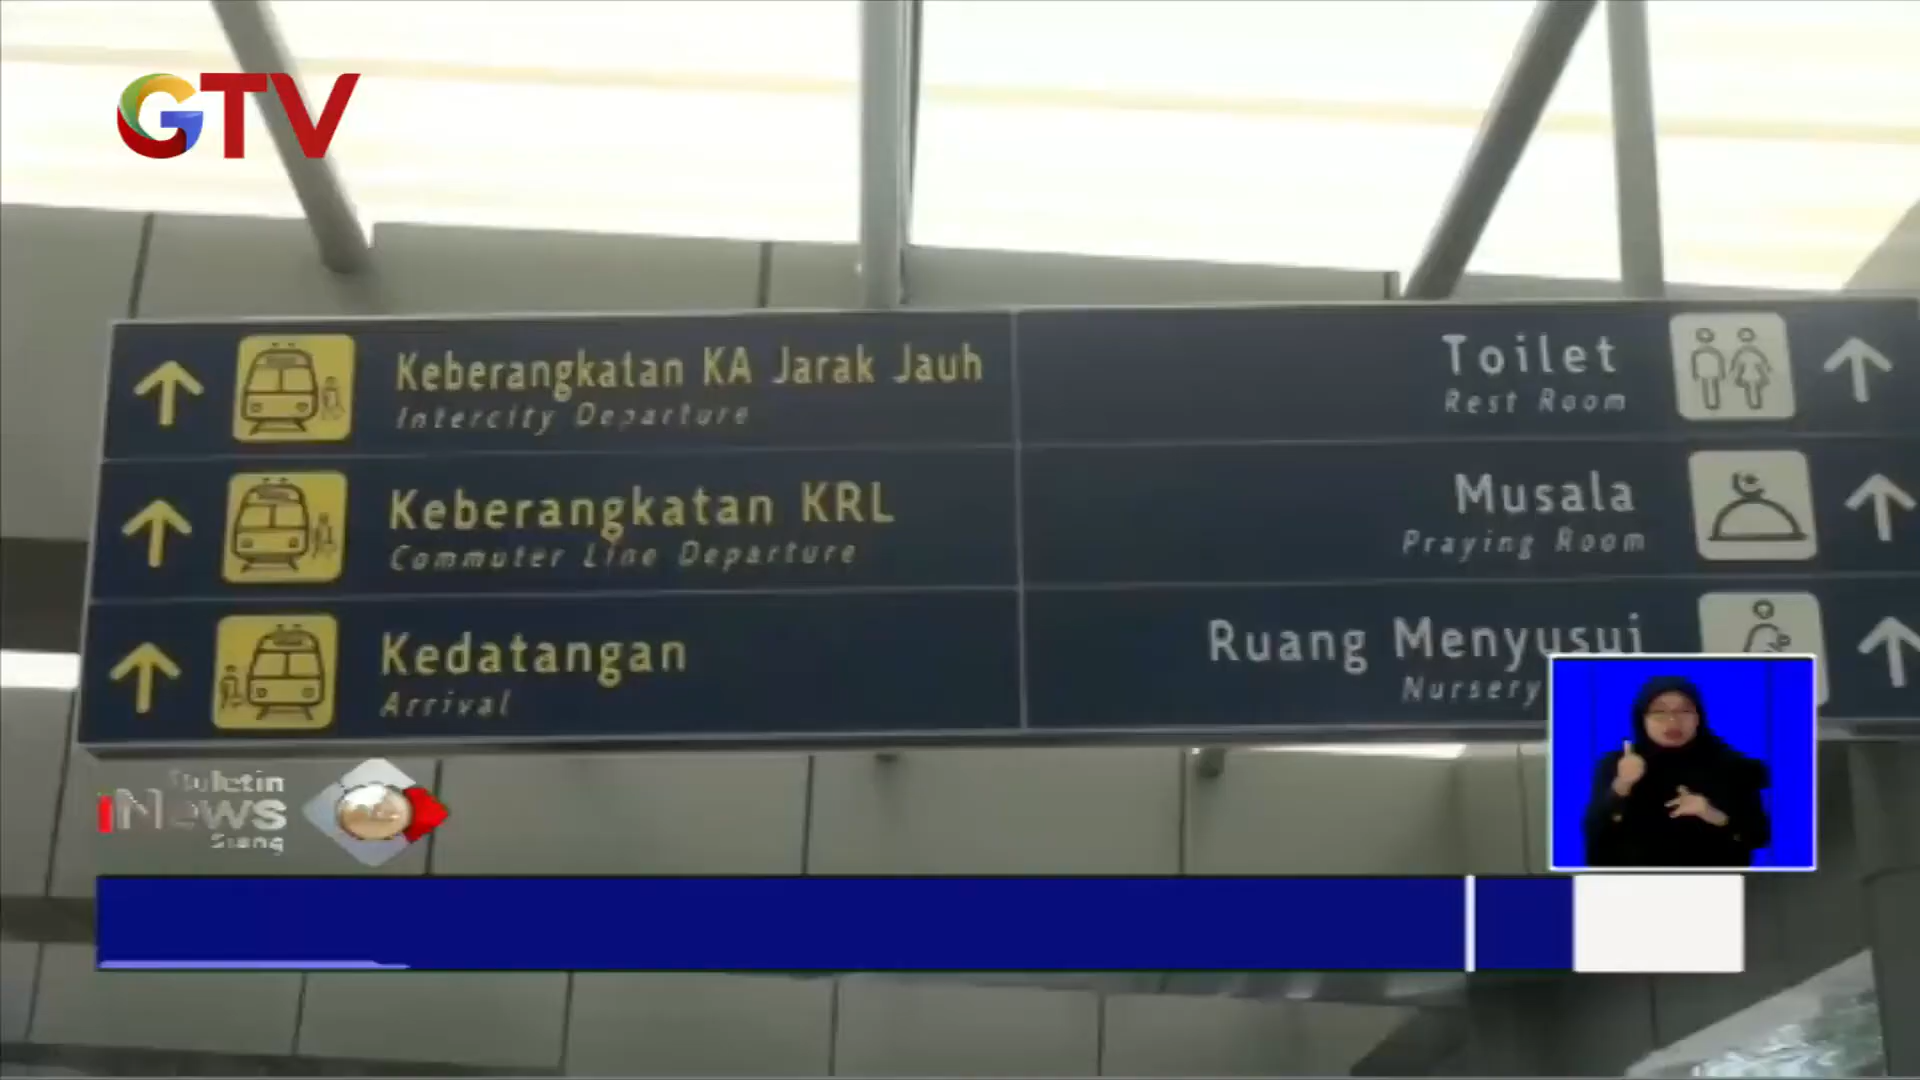 GTV
Keberangkatan KA Jarak Jauh
Intercity Departure
Keberangkatan KRL
Commuter Line Departure
Kedatangan
Arrival
Toilet
Rest Room
Musala
Praying Room
Ruang Menyusui
Nursery
Buletin
iNews
Siang